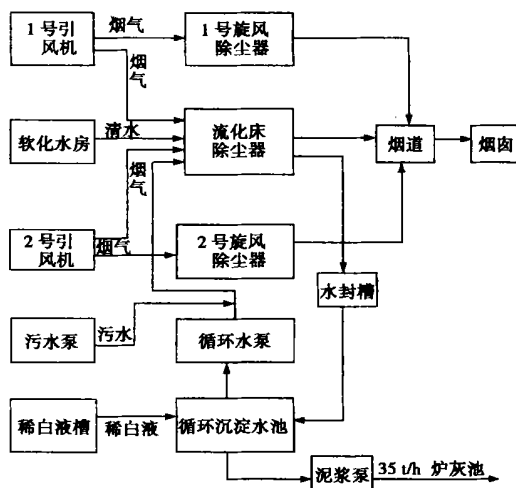 1 号引
风机
烟气
1 号旋风
除尘器
烟
气
软化水房
清水
流化床
除尘器
烟道
烟囱
烟
气
2 号引
风机
烟气
2 号旋风
除尘器
水封槽
污水泵
污水
循环水泵
稀白液槽
稀白液
循环沉淀水池
泥浆泵
35 t/h 炉灰池